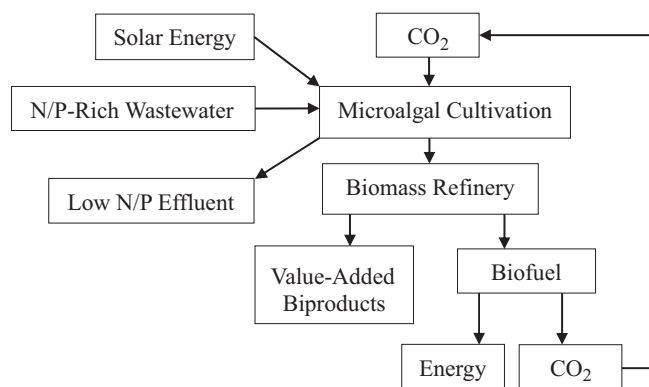 Solar Energy
CO₂
N/P-Rich Wastewater
Microalgal Cultivation
Low N/P Effluent
Biomass Refinery
Value-Added
Biproducts
Biofuel
Energy
CO₂